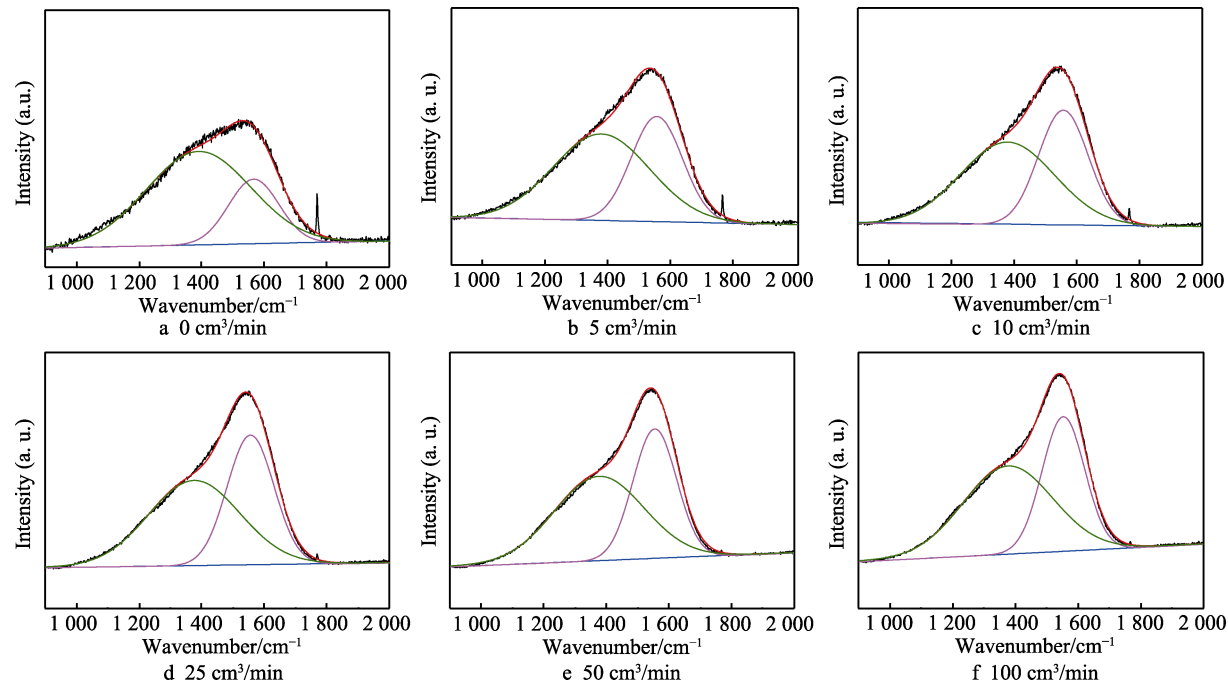 Intensity (a.u.)
1 000 1 200 1 400 1 600 1 800 2 000
Wavenumber/cm⁻¹
a 0 cm³/min
Intensity (a. u.)
1 000 1 200 1 400 1 600 1 800 2 000
Wavenumber/cm⁻¹
b 5 cm³/min
Intensity (a. u.)
1 000 1 200 1 400 1 600 1 800 2 000
Wavenumber/cm⁻¹
c 10 cm³/min
Intensity (a. u.)
1 000 1 200 1 400 1 600 1 800 2 000
Wavenumber/cm⁻¹
d 25 cm³/min
Intensity (a. u.)
1 000 1 200 1 400 1 600 1 800 2 000
Wavenumber/cm⁻¹
e 50 cm³/min
Intensity (a. u.)
1 000 1 200 1 400 1 600 1 800 2 000
Wavenumber/cm⁻¹
f 100 cm³/min